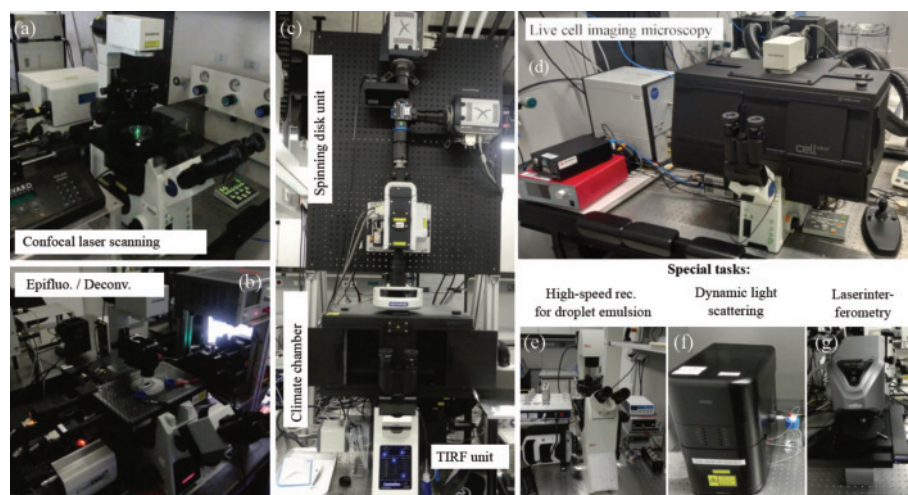 (a)
Confocal laser scanning
Epifluo. / Deconv.
(b)
(c)
Spinning disk unit
Climate chamber
TIRF unit
Live cell imaging microscopy
(d)
cell
Special tasks:
High-speed rec.
for droplet emulsion
Dynamic light
scattering
Laserinter-
ferometry
(e)
(f)
(g)